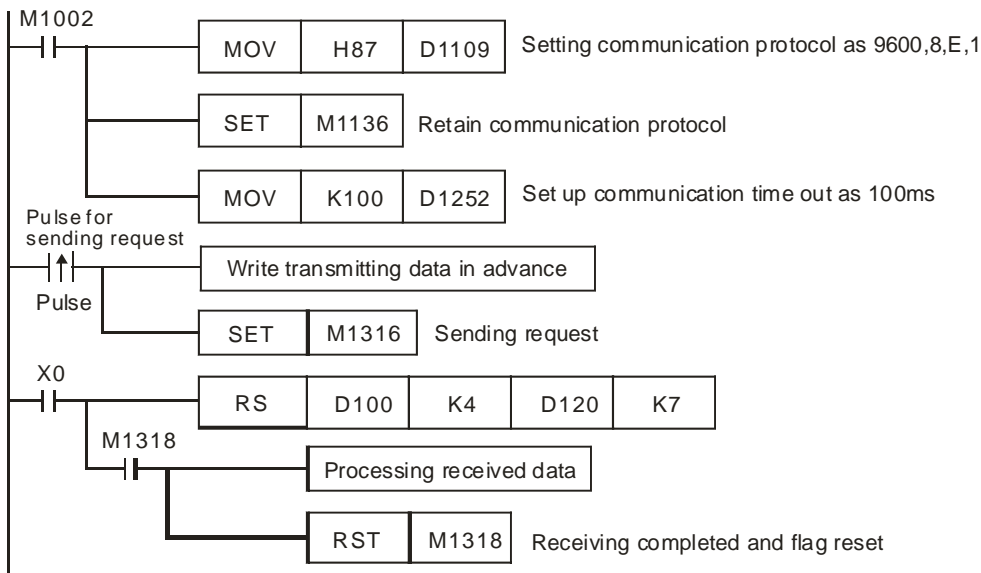 M1002
MOV H87 D1109 Setting communication protocol as 9600,8,E,1
SET M1136 Retain communication protocol
MOV K100 D1252 Set up communication time out as 100ms
Pulse for
sending request
Write transmitting data in advance
Pulse
SET M1316 Sending request
X0
RS D100 K4 D120 K7
M1318
Processing received data
RST M1318 Receiving completed and flag reset